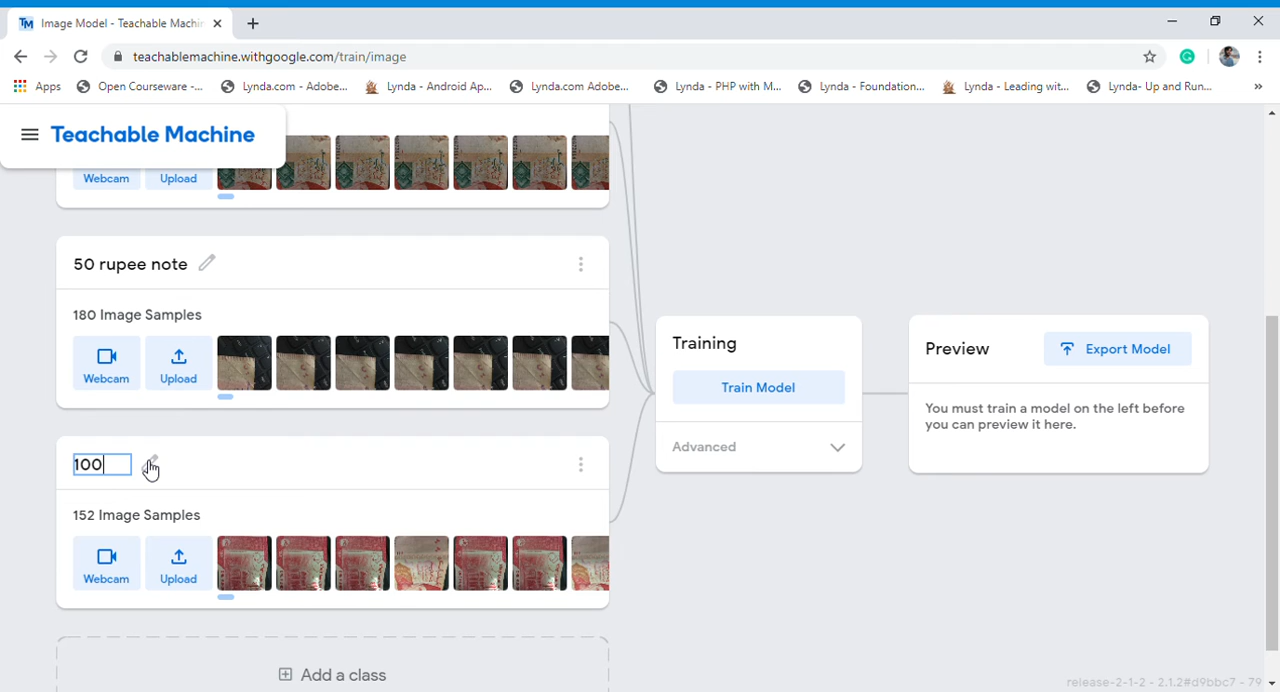 TM Image Model - Teachable Machin
teachablemachine.withgoogle.com/train/image
Apps Open Courseware -... Lynda.com - Adobe... Lynda - Android Ap... Lynda.com Adobe... Lynda - PHP with M... Lynda - Foundation... Lynda - Leading wit... Lynda- Up and Run... »
Teachable Machine
Webcam Upload
50 rupee note
180 Image Samples
Webcam Upload
100
152 Image Samples
Webcam Upload
Add a class
Training
Train Model
Advanced
Preview
Export Model
You must train a model on the left before
you can preview it here.
release-2-1-2 - 2.1.2#d9bbc7 - 79